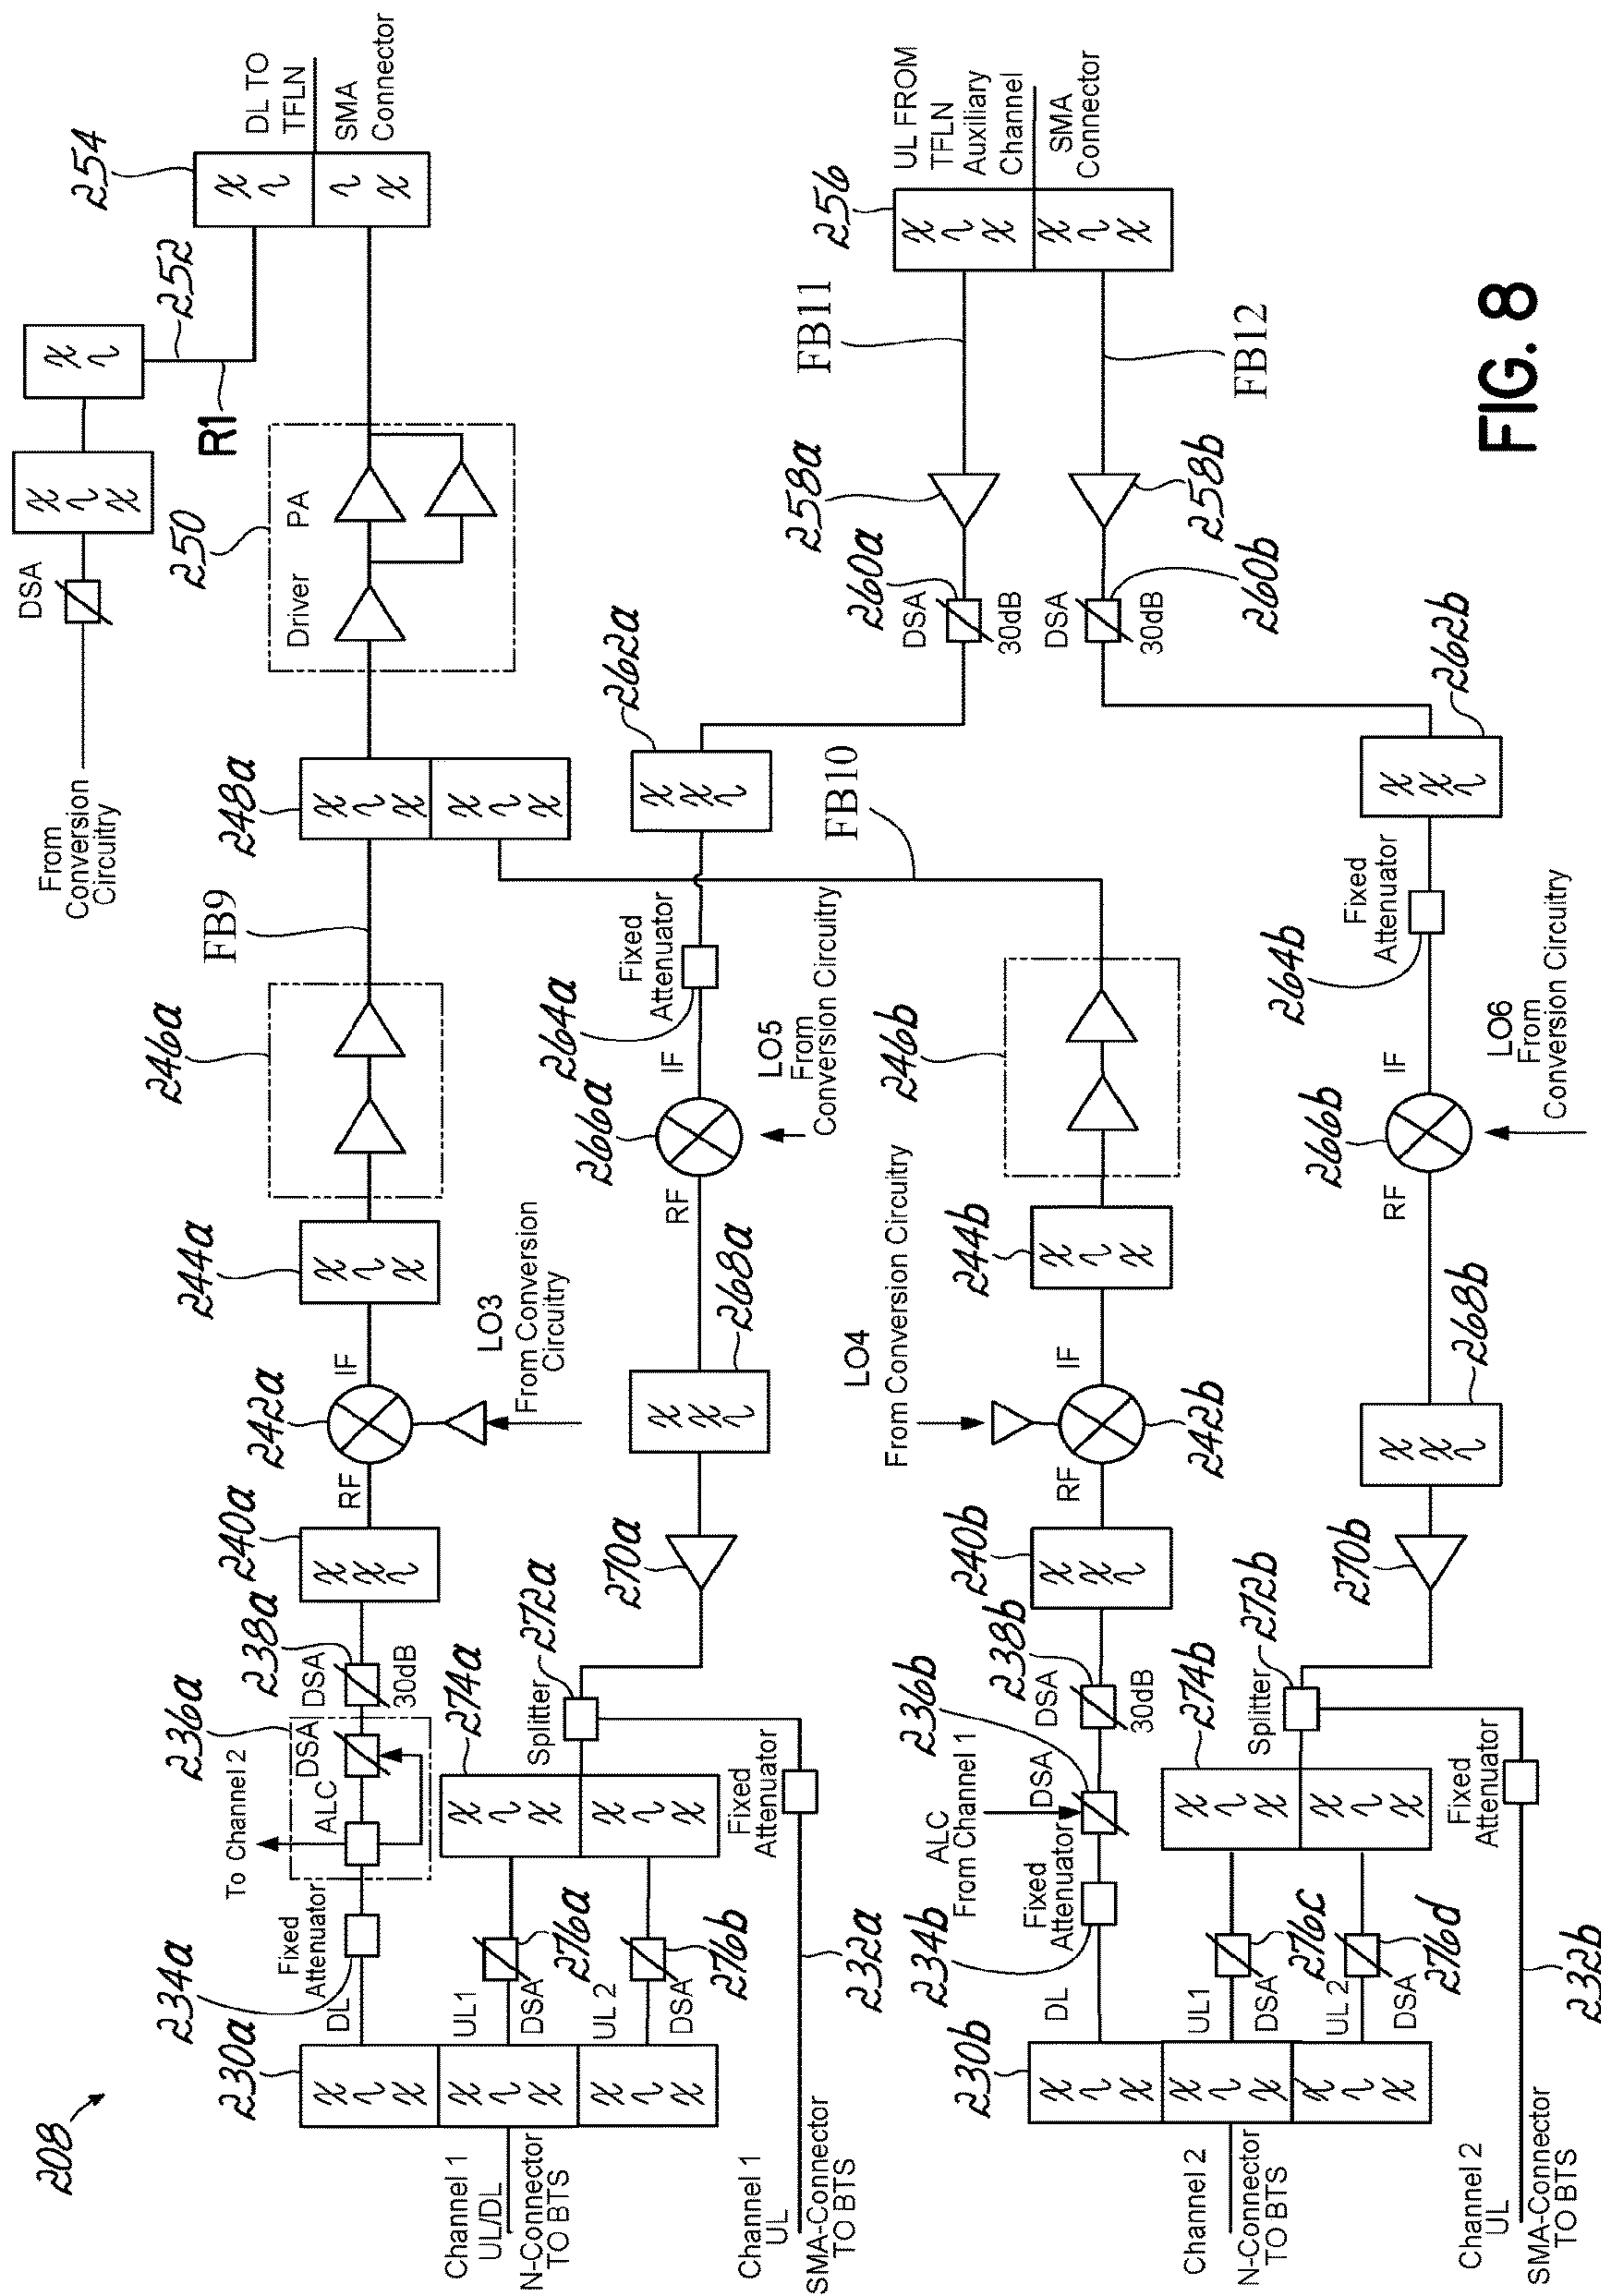 208
Channel 1
UL/DL
N-Connector
TO BTS
Channel 1
UL
SMA-Connector
TO BTS
230a
DL
234a
Fixed
Attenuator
To Channel 2
ALC
DSA
236a
DSA
30dB
238a
240a
RF
242a
IF
LO3
From Conversion
Circuitry
244a
246a
FB9
248a
Driver
PA
250
From
Conversion
Circuitry
DSA
R1
252
254
DL TO
TFLN
SMA
Connector
UL1
DSA
276a
UL 2
DSA
276b
274a
Splitter
272a
Fixed
Attenuator
232a
270a
268a
RF
266a
IF
LO5
From
Conversion Circuitry
264a
Fixed
Attenuator
262a
FB10
DSA
30dB
260a
258a
FB11
256
UL FROM
TFLN
Auxiliary
Channel
SMA
Connector
FB12
258b
DSA
30dB
260b
Channel 2
N-Connector
TO BTS
Channel 2
UL
SMA-Connector
TO BTS
230b
DL
234b
Fixed
Attenuator
ALC
From Channel 1
DSA
236b
DSA
30dB
238b
240b
RF
242b
IF
LO4
From Conversion Circuitry
244b
246b
UL1
DSA
276c
UL 2
DSA
276d
274b
Splitter
272b
Fixed
Attenuator
232b
270b
268b
RF
266b
IF
LO6
From
Conversion Circuitry
264b
Fixed
Attenuator
262b
FIG. 8